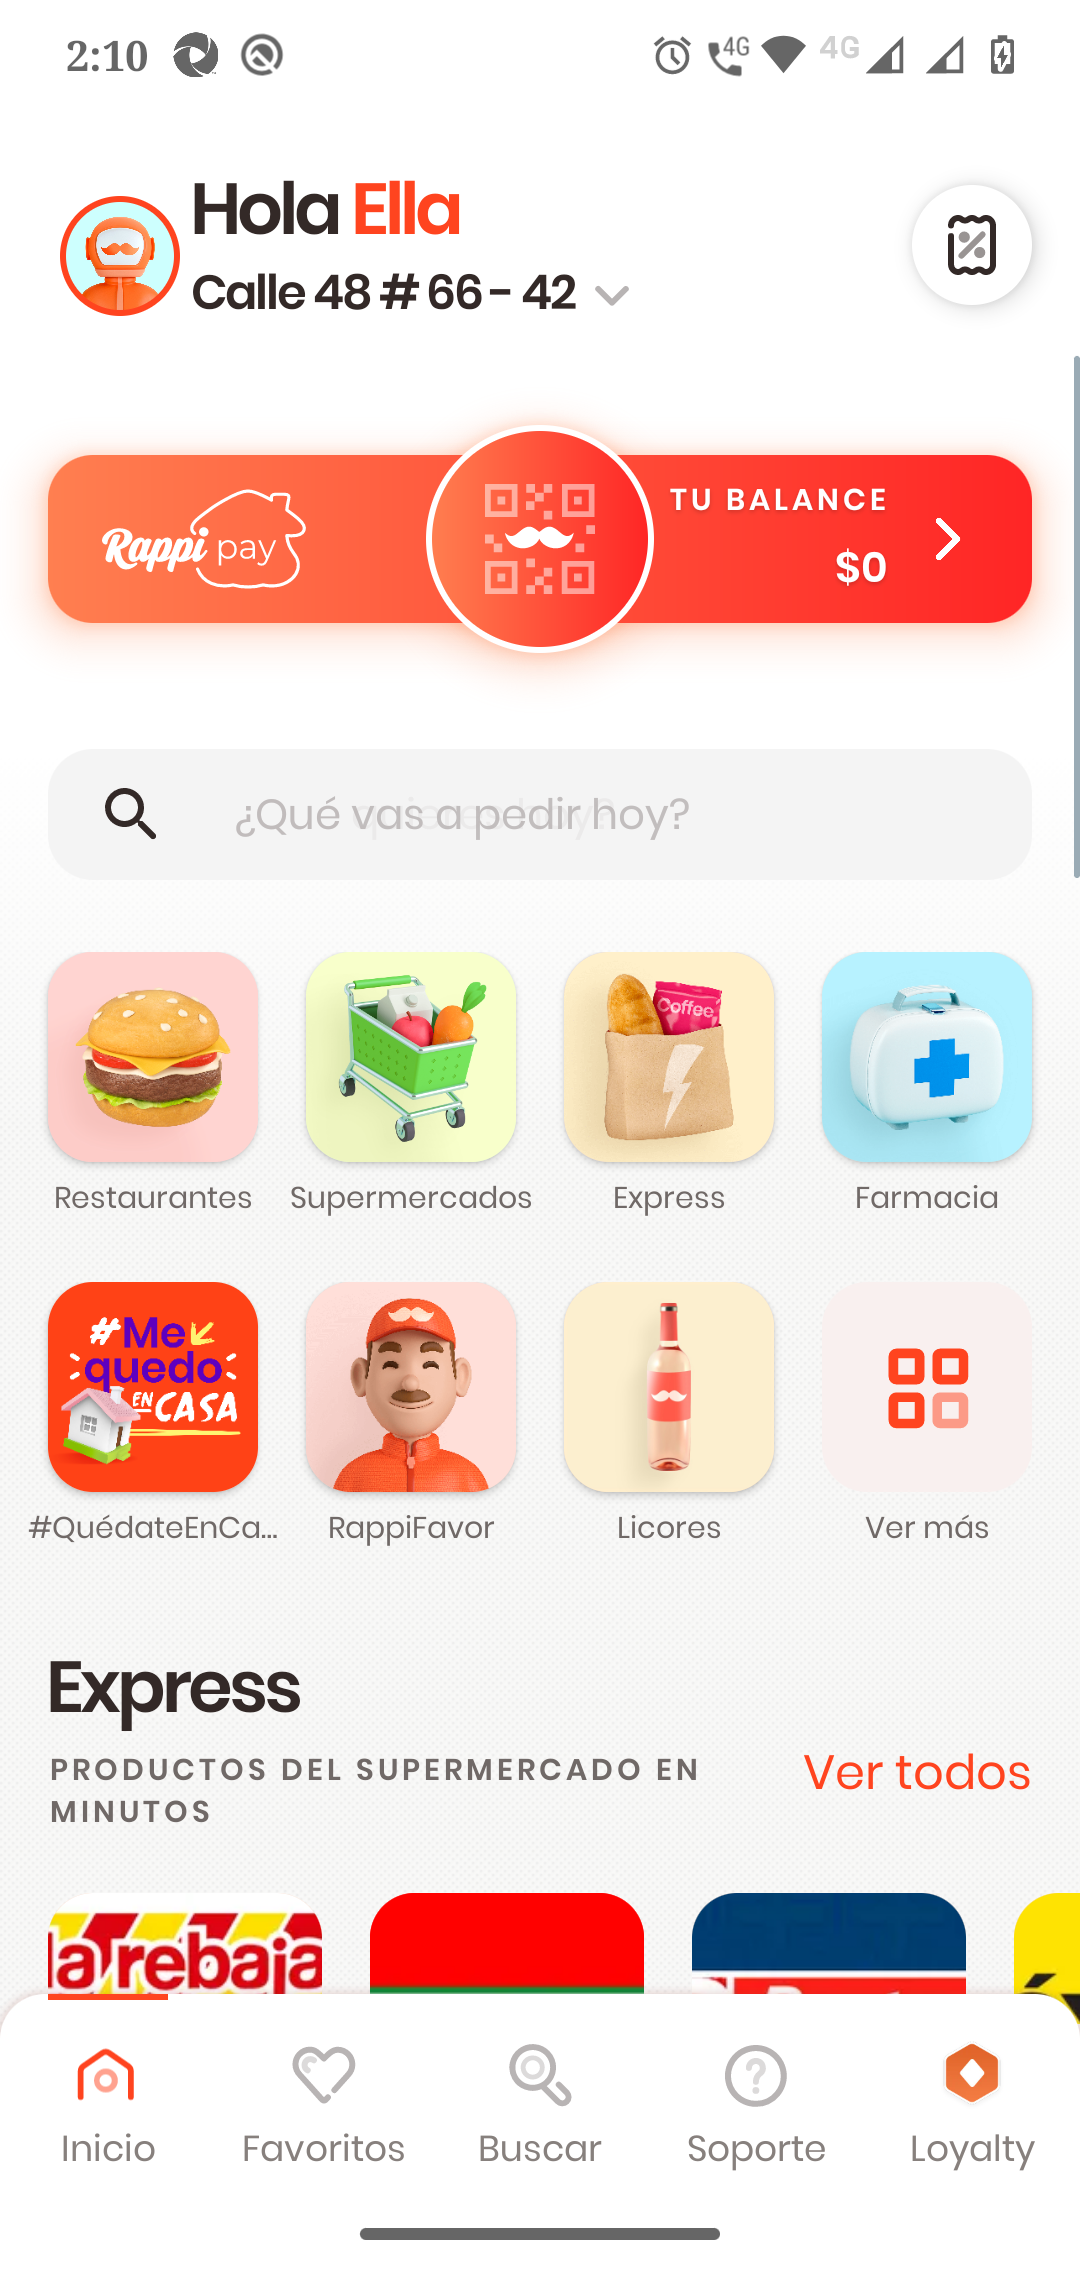 2:10
4G
4G
Hola Ella
Calle 48 # 66 - 42
Rappi pay
TU BALANCE
$0
¿Qué vas a pedir hoy?
Coffee
Restaurantes
Supermercados
Express
Farmacia
#Me
quedo
EN CASA
#QuédateEnCa...
RappiFavor
Licores
Ver más
Express
PRODUCTOS DEL SUPERMERCADO EN
MINUTOS
Ver todos
la rebaja
Inicio
Favoritos
Buscar
Soporte
Loyalty